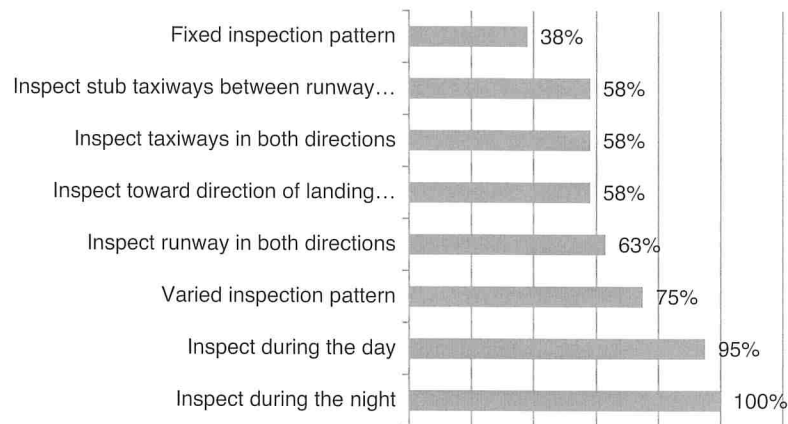 Fixed inspection pattern 38%
Inspect stub taxiways between runway… 58%
Inspect taxiways in both directions 58%
Inspect toward direction of landing… 58%
Inspect runway in both directions 63%
Varied inspection pattern 75%
Inspect during the day 95%
Inspect during the night 100%